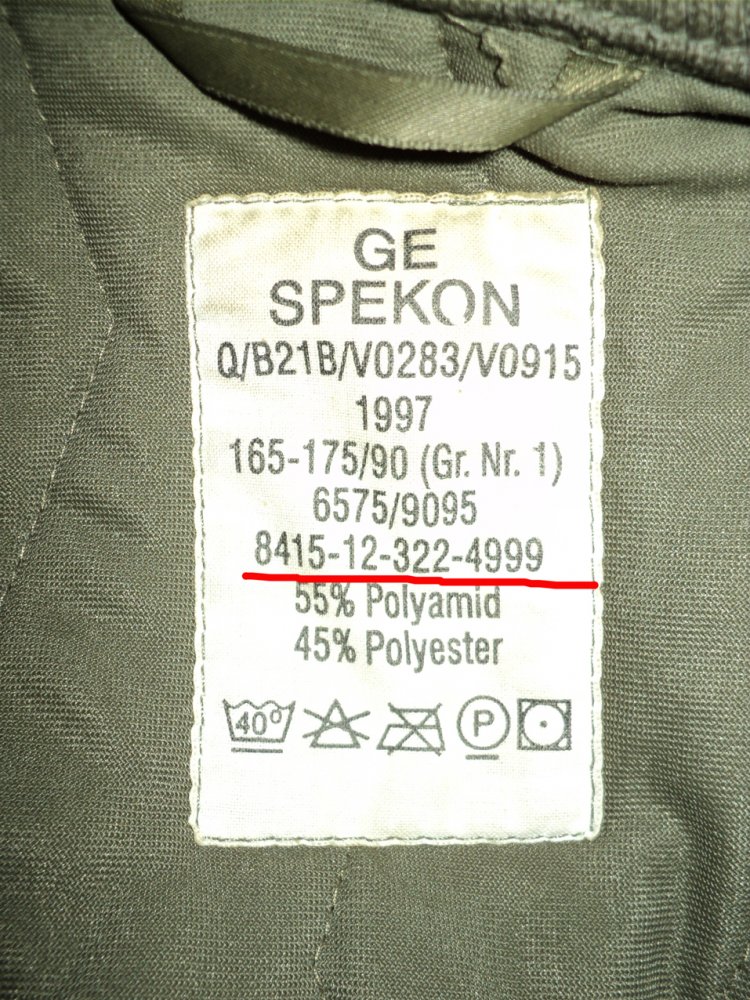 GE
SPEKON
Q/B21B/V0283/V0915
1997
165-175/90 (Gr. Nr. 1)
6575/9095
8415-12-322-4999
55% Polyamid
45% Polyester
40° P